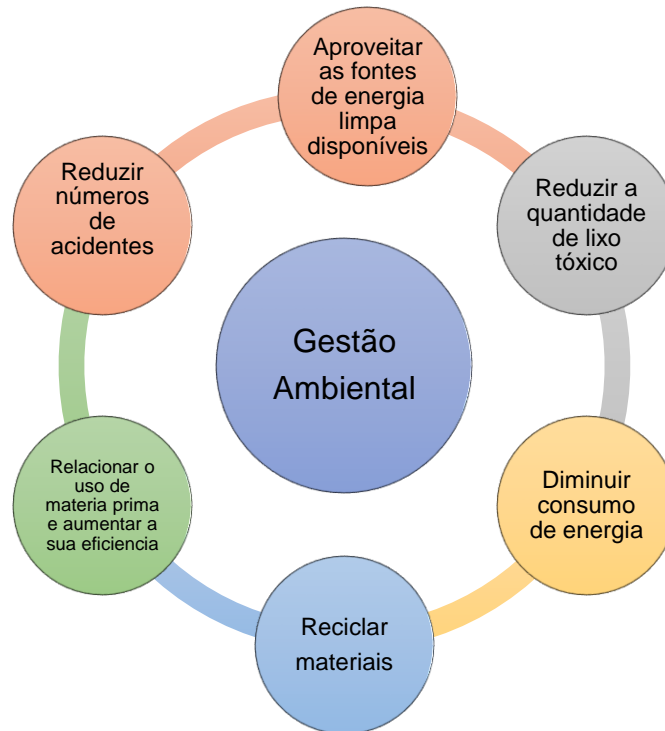 Aproveitar
as fontes
de energia
limpa
disponíveis
Reduzir a
quantidade
de lixo
tóxico
Diminuir
consumo
de energia
Reciclar
materiais
Relacionar o
uso de
materia prima
e aumentar a
sua eficiencia
Reduzir
números
de
acidentes
Gestão
Ambiental